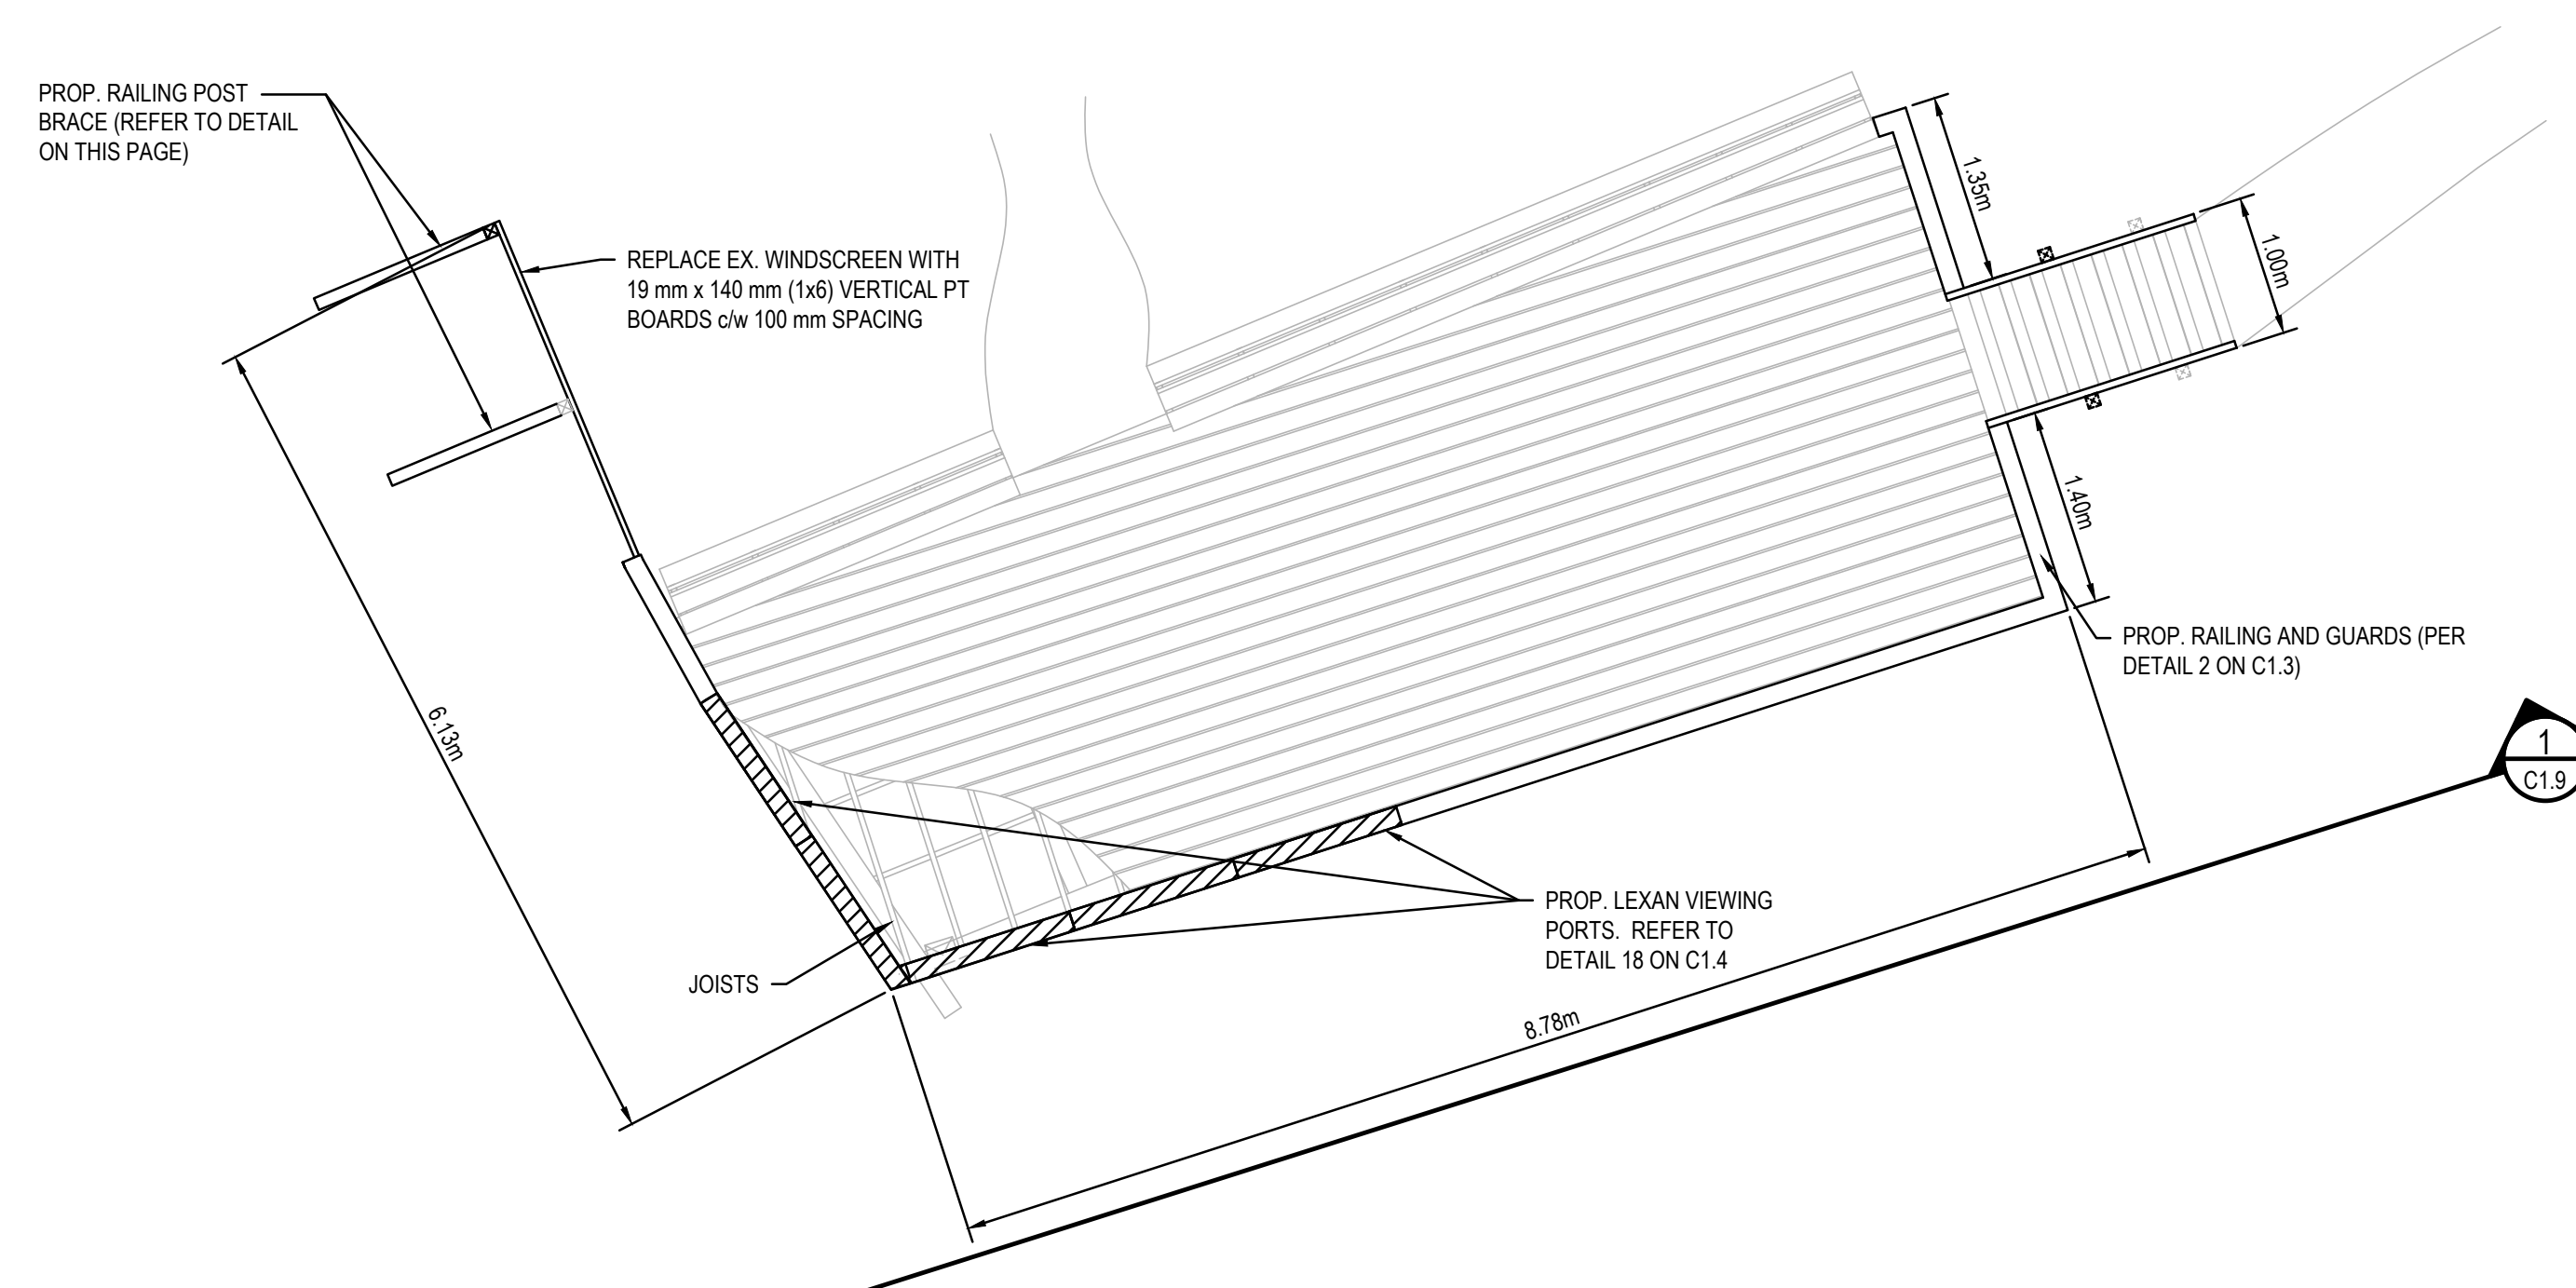 PROP. RAILING POST
BRACE (REFER TO DETAIL
ON THIS PAGE)
REPLACE EX. WINDSCREEN WITH
19 mm x 140 mm (1x6) VERTICAL PT
BOARDS c/w 100 mm SPACING
1.35m
1.00m
1.40m
PROP. RAILING AND GUARDS (PER
DETAIL 2 ON C1.3)
6.13m
1
C1.9
PROP. LEXAN VIEWING
PORTS. REFER TO
DETAIL 18 ON C1.4
JOISTS
8.78m